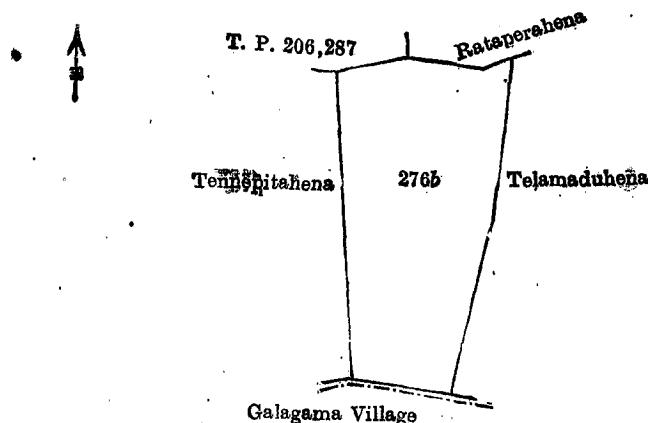 T. P. 206,287
Rataperahena
Tennepitahena
276b
Telamaduhena
Galagama Village